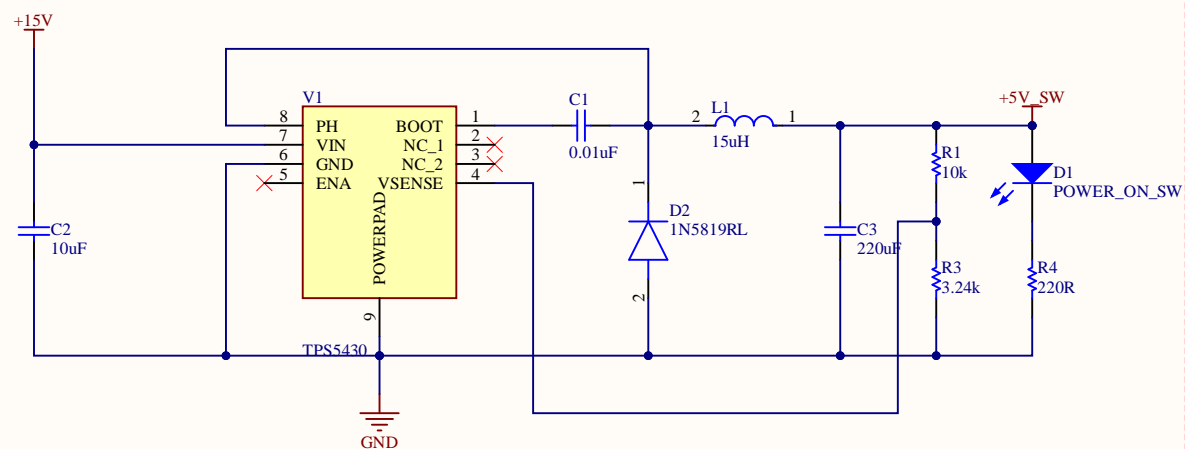 +15V
V1
8
PH
BOOT
1
7
VIN
NC_1
2
6
GND
NC_2
3
5
ENA
VSENSE
4
POWERPAD
9
TPS5430
GND
C2
10uF
C1
0.01uF
2
L1
1
15uH
1
D2
1N5819RL
2
C3
220uF
R1
10k
R3
3.24k
+5V_SW
D1
POWER_ON_SW
R4
220R